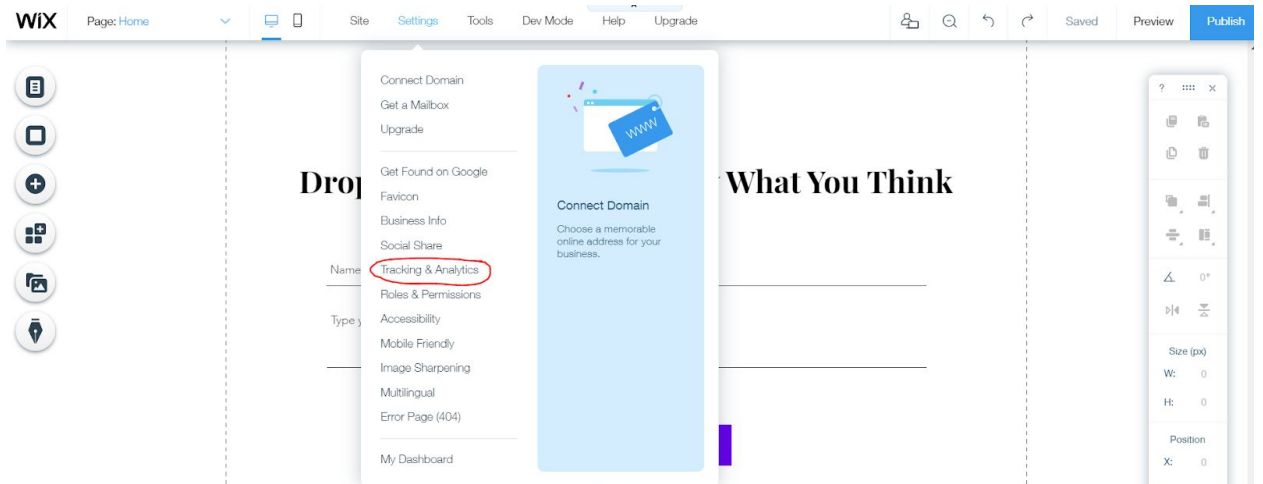 WiX Page: Home Site Settings Tools Dev Mode Help Upgrade Saved Preview Publish
Connect Domain
Get a Mailbox
Upgrade
Get Found on Google
Favicon
Business Info
Social Share
Tracking & Analytics
Roles & Permissions
Accessibility
Mobile Friendly
Image Sharpening
Multilingual
Error Page (404)
My Dashboard
WWW
Connect Domain
Choose a memorable
online address for your
business.
What You Think
Name
Type
? ::::  ×
0°
Size (px)
W: 0
H: 0
Position
X: 0